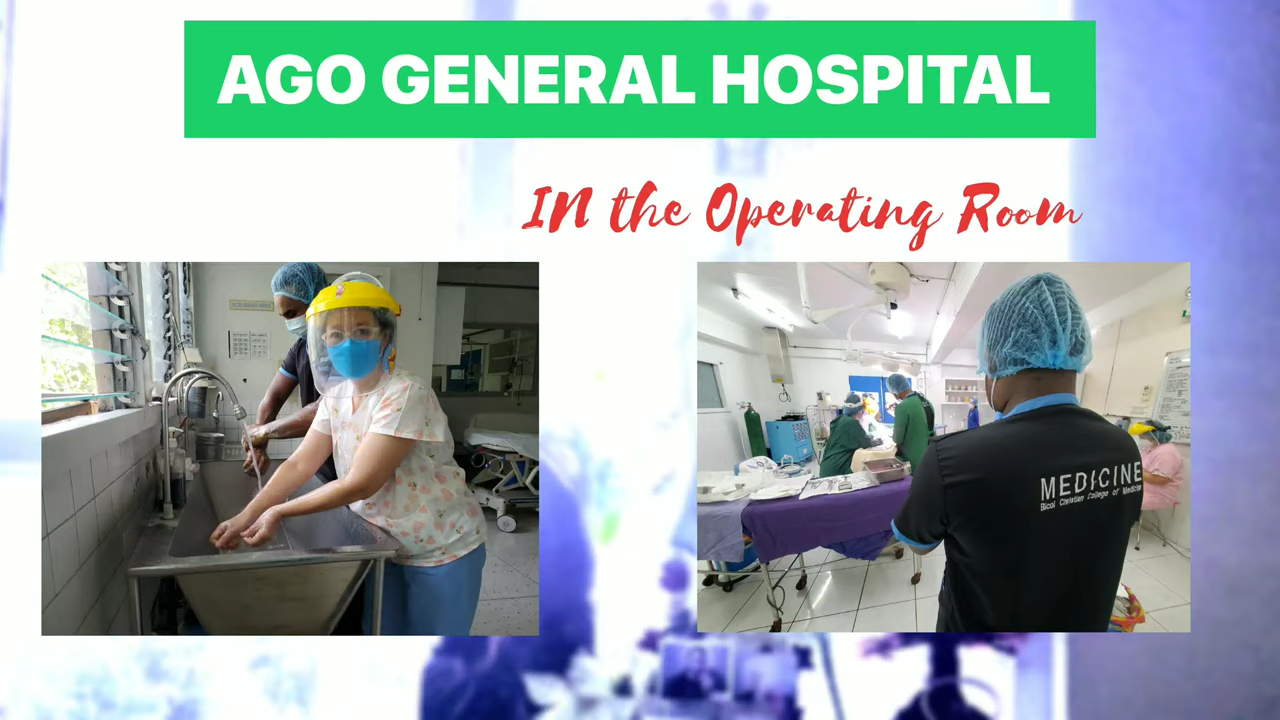 AGO GENERAL HOSPITAL
IN the Operating Room
MEDICINE
Bicol Christian College of Medicine